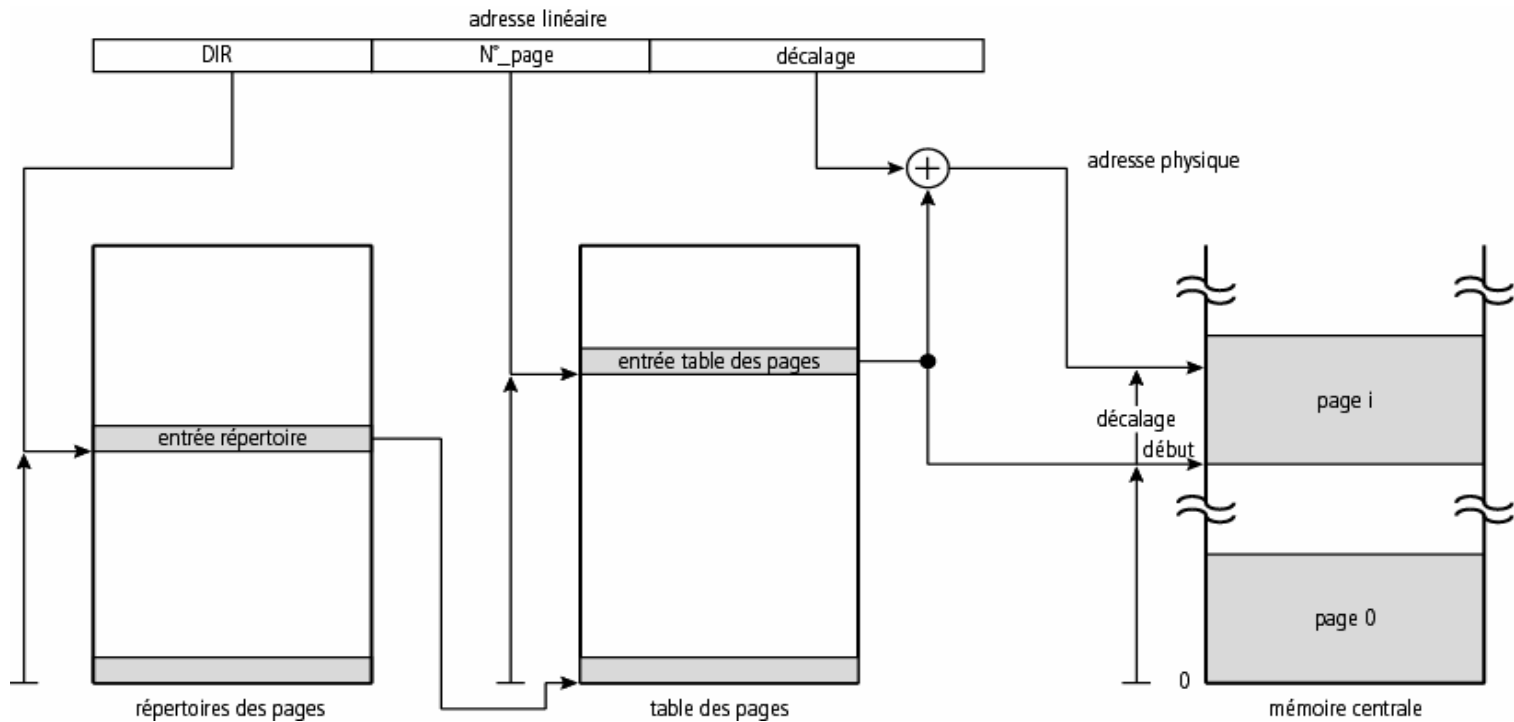 adresse linéaire
DIR
N°_page
décalage
adresse physique
entrée table des pages
page i
décalage
entrée répertoire
début
page 0
0
répertoires des pages
table des pages
mémoire centrale